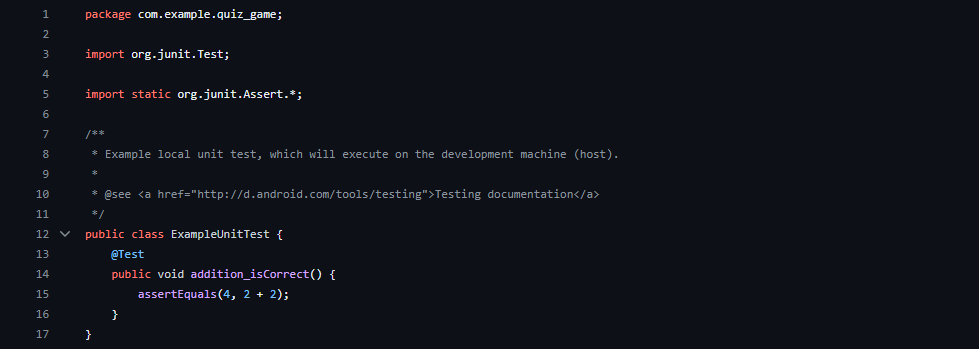 1 package com.example.quiz_game;
2
3 import org.junit.Test;
4
5 import static org.junit.Assert.*;
6
7 /**
8  * Example local unit test, which will execute on the development machine (host).
9  *
10  * @see <a href="http://d.android.com/tools/testing">Testing documentation</a>
11  */
12 public class ExampleUnitTest {
13     @Test
14     public void addition_isCorrect() {
15         assertEquals(4, 2 + 2);
16     }
17 }